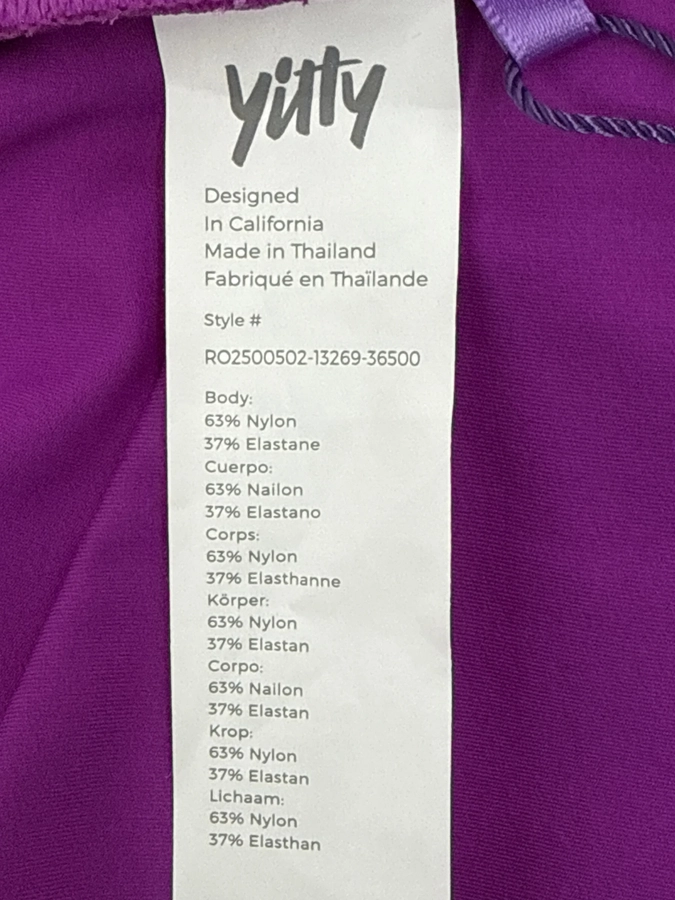 yitty
Designed
In California
Made in Thailand
Fabriqué en Thaïlande
Style #
RO2500502-13269-36500
Body:
63% Nylon
37% Elastane
Cuerpo:
63% Nailon
37% Elastano
Corps:
63% Nylon
37% Elasthanne
Körper:
63% Nylon
37% Elastan
Corpo:
63% Nailon
37% Elastan
Krop:
63% Nylon
37% Elastan
Lichaam:
63% Nylon
37% Elasthan